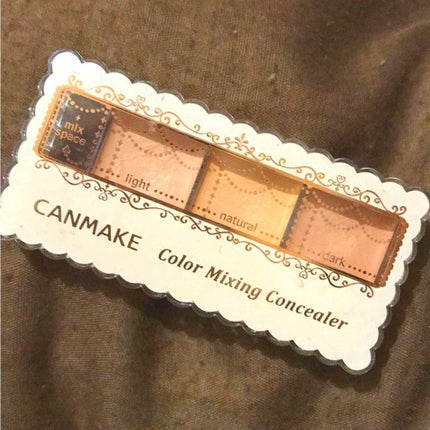 mix
space
light
natural
dark
CANMAKE
Color Mixing Concealer